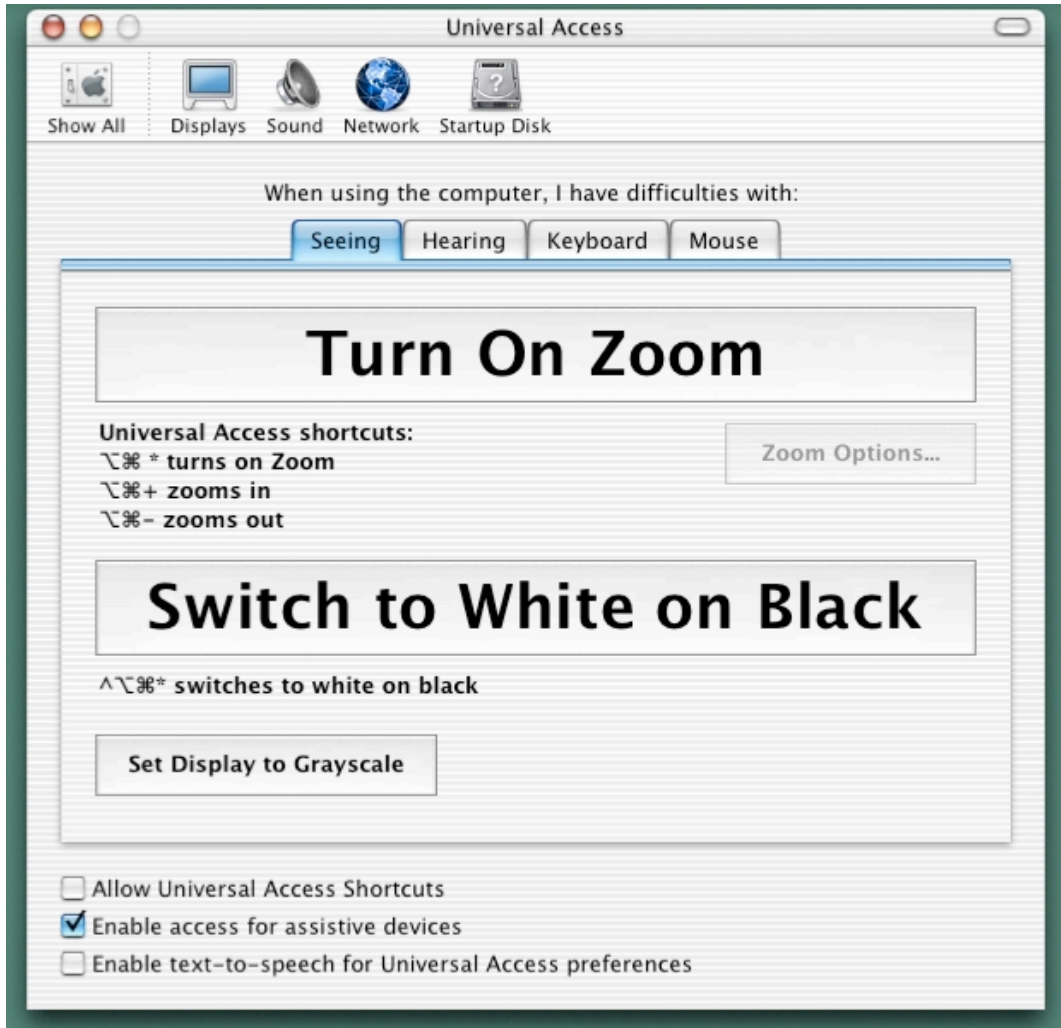 Universal Access
Show All Displays Sound Network Startup Disk
When using the computer, I have difficulties with:
Seeing Hearing Keyboard Mouse
Turn On Zoom
Universal Access shortcuts:
⌥⌘ * turns on Zoom
Zoom Options...
⌥⌘+ zooms in
⌥⌘- zooms out
Switch to White on Black
^⌥⌘* switches to white on black
Set Display to Grayscale
Allow Universal Access Shortcuts
Enable access for assistive devices
Enable text-to-speech for Universal Access preferences